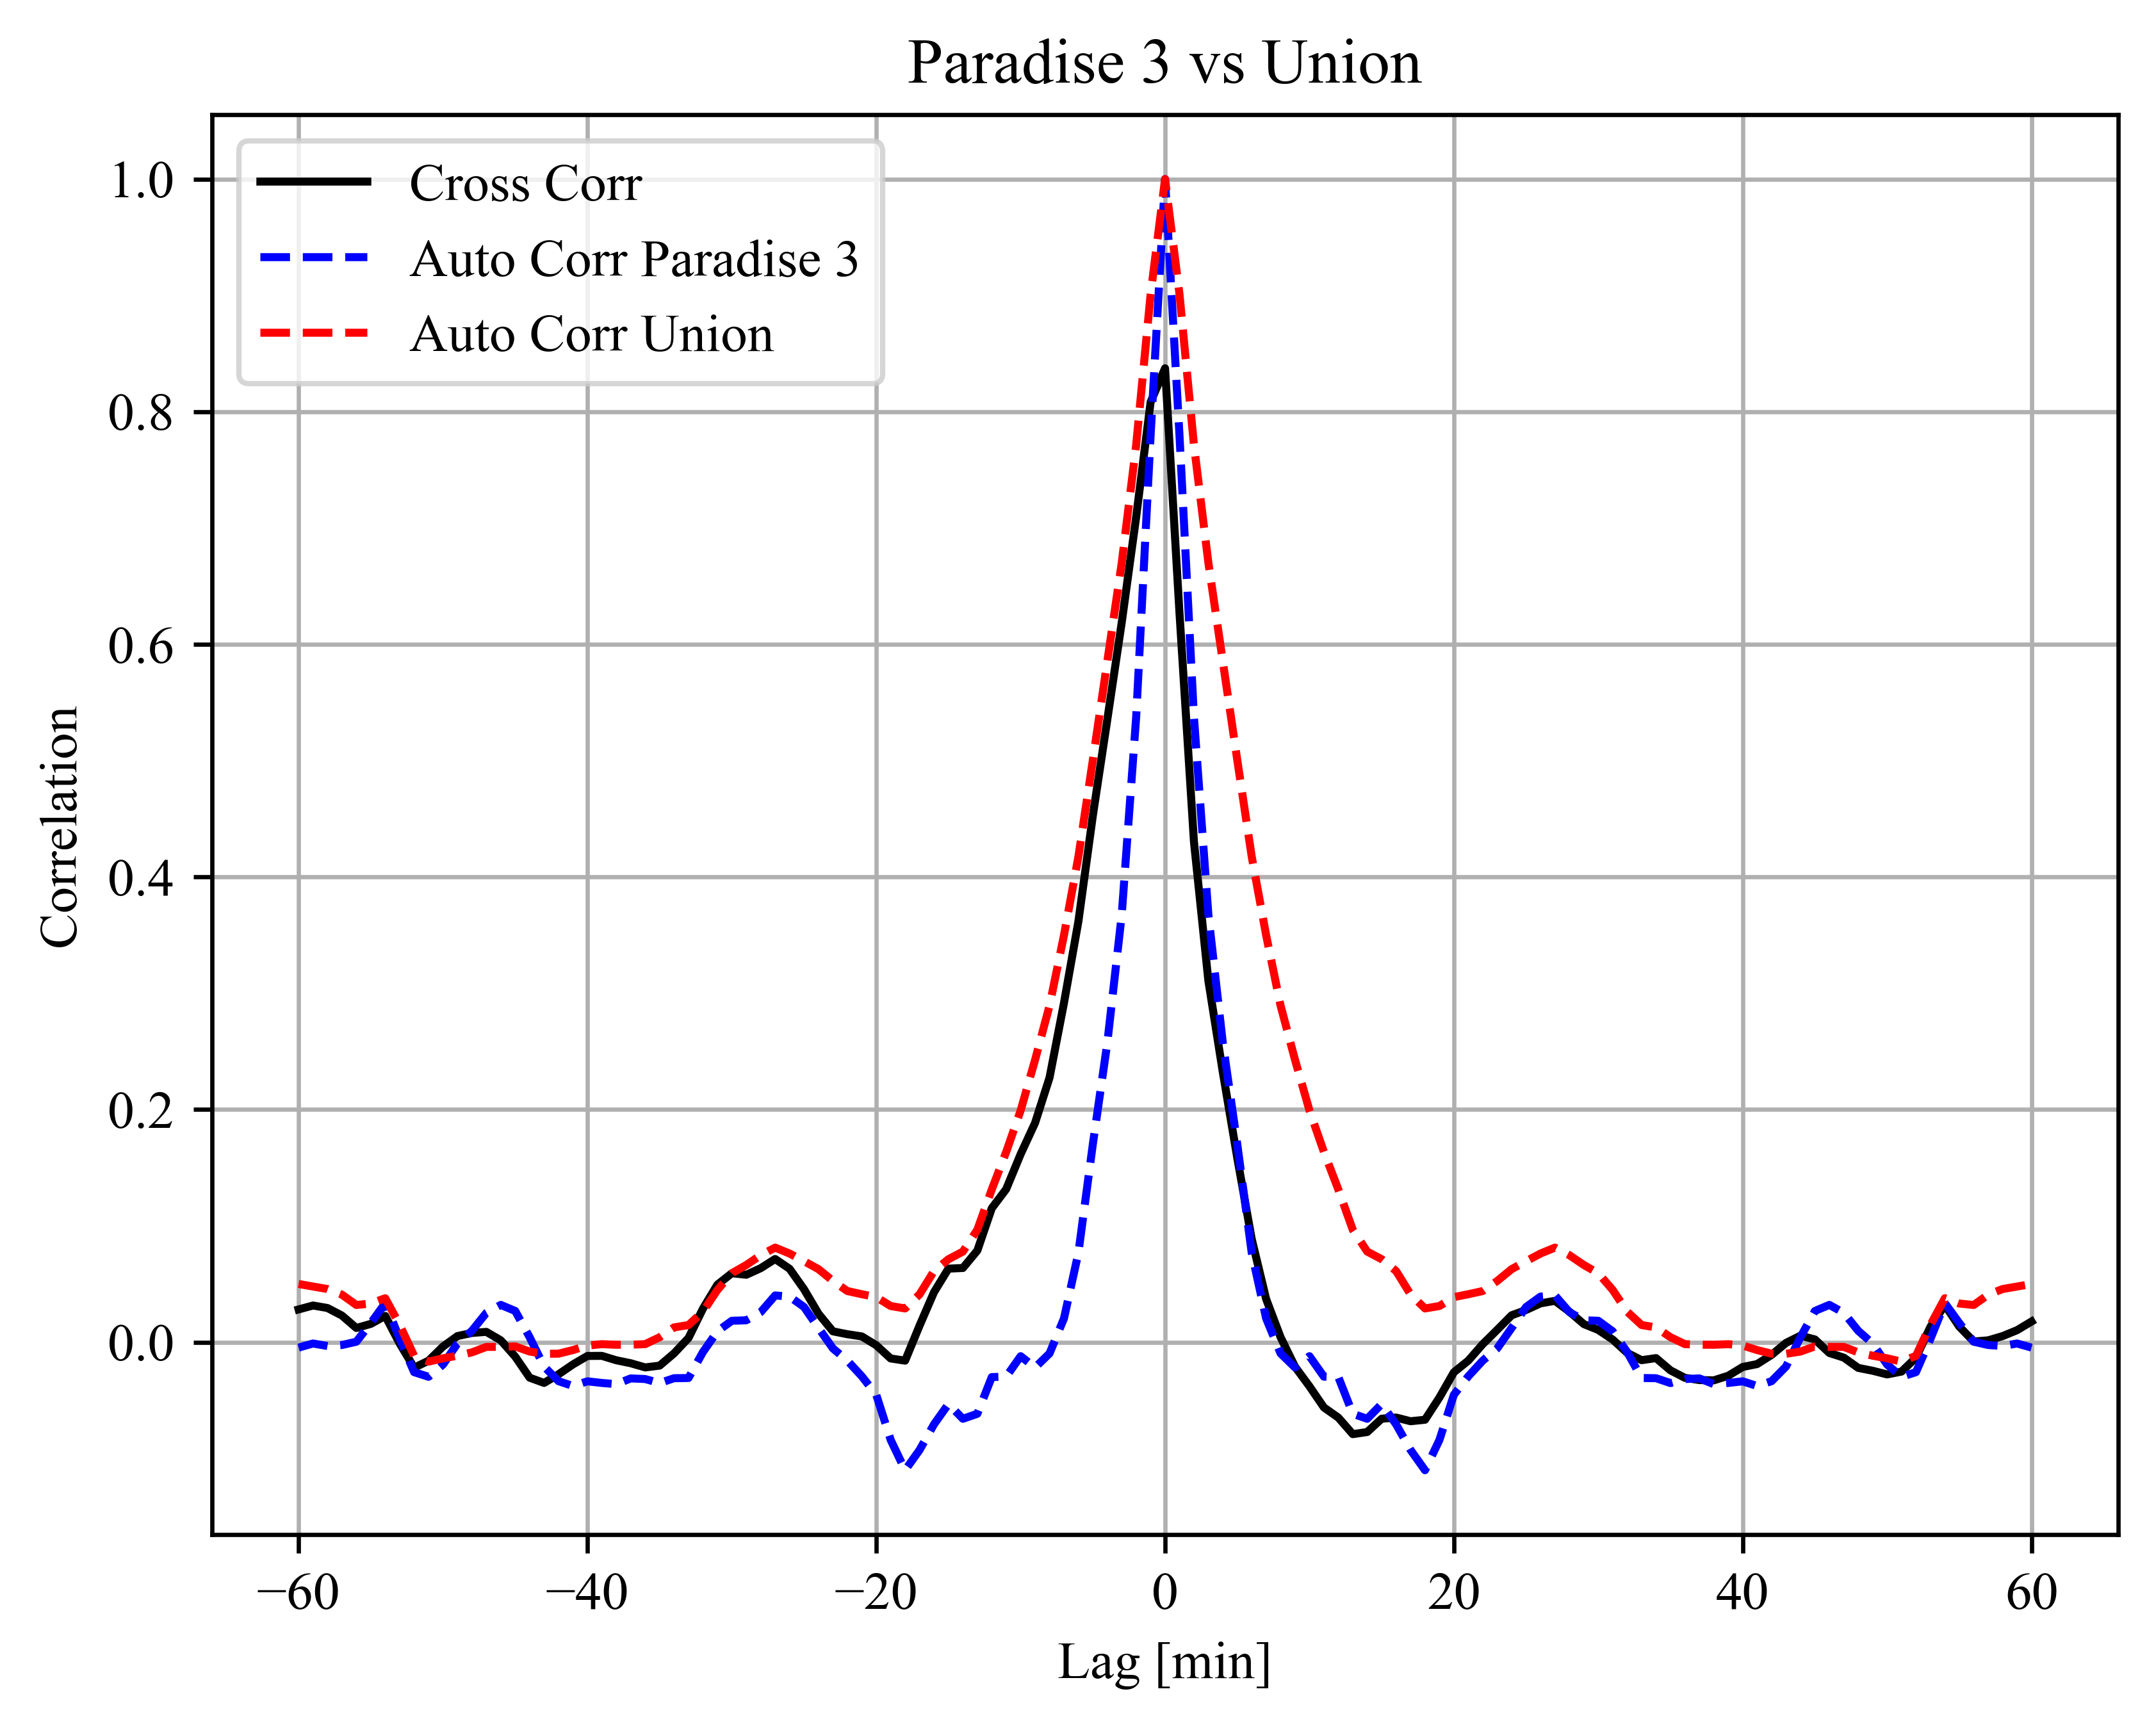 Paradise 3 vs Union
Cross Corr
Auto Corr Paradise 3
Auto Corr Union
1.0
0.8
0.6
0.4
0.2
0.0
Correlation
−60 −40 −20 0 20 40 60
Lag [min]